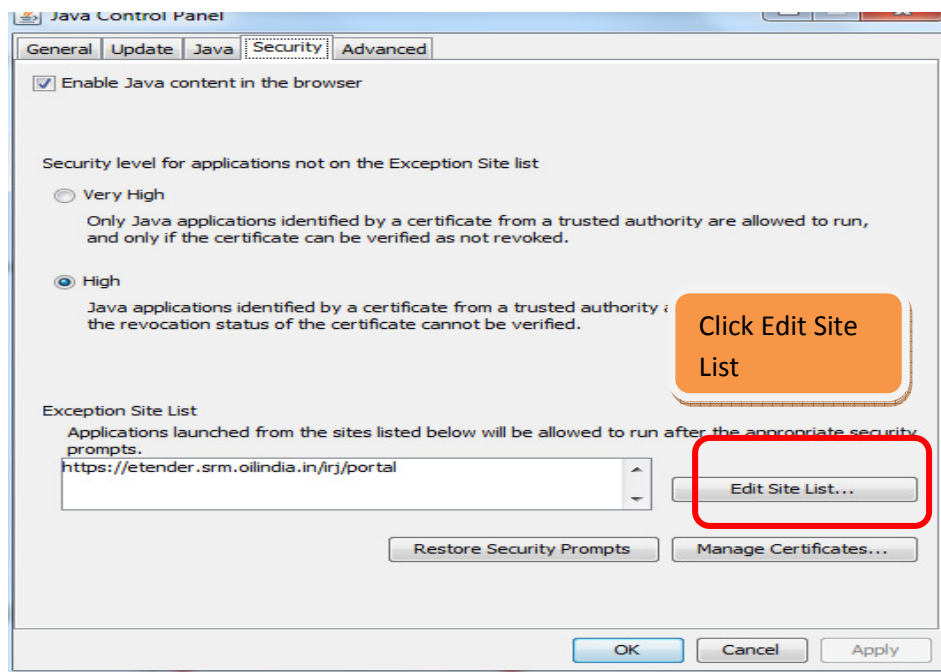 Java Control Panel
General Update Java Security Advanced
Enable Java content in the browser
Security level for applications not on the Exception Site list
Very High
Only Java applications identified by a certificate from a trusted authority are allowed to run,
and only if the certificate can be verified as not revoked.
High
Java applications identified by a certificate from a trusted authority
the revocation status of the certificate cannot be verified.
Click Edit Site
List
Exception Site List
Applications launched from the sites listed below will be allowed to run after the appropriate security
prompts.
https://etender.srm.oilindia.in/irj/portal
Edit Site List...
Restore Security Prompts Manage Certificates...
OK Cancel Apply